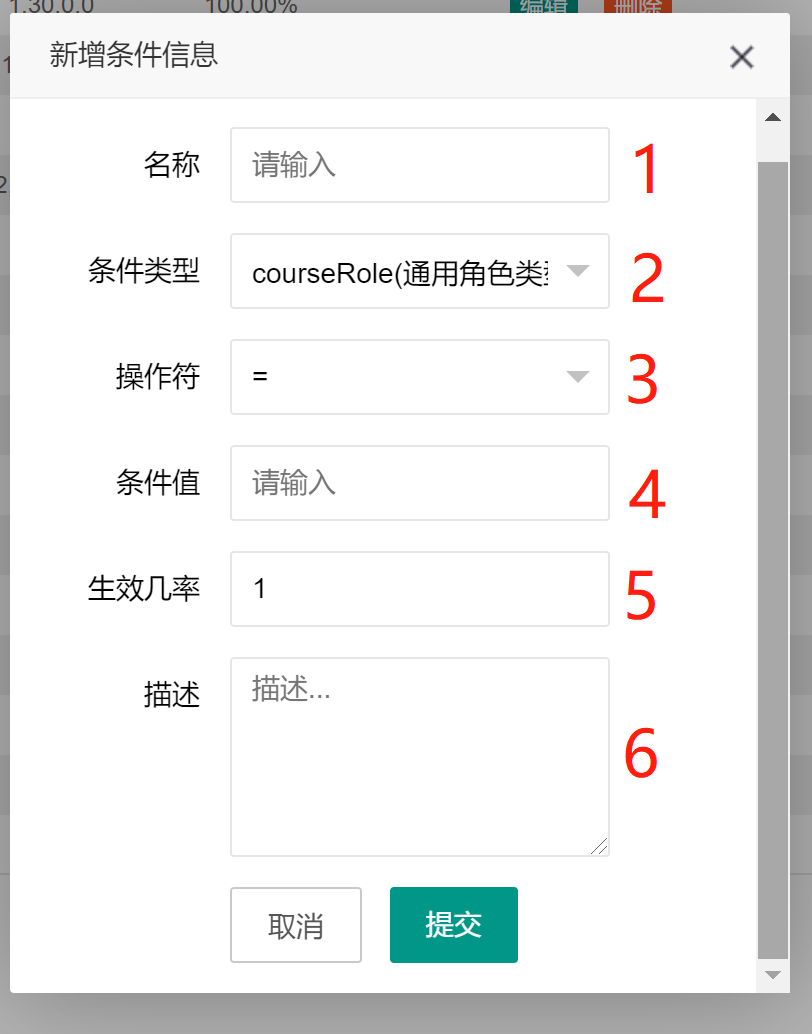 1.30.0.0 100.00% 编辑 删除
新增条件信息
名称 请输入 1
条件类型 courseRole(通用角色类 2
操作符 = 3
条件值 请输入 4
生效几率 1 5
描述 描述... 6
取消 提交